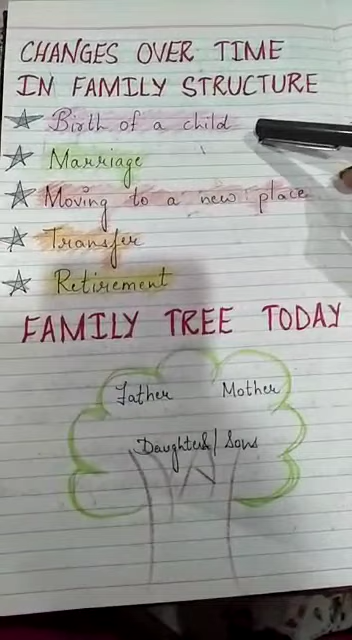 CHANGES OVER TIME
IN FAMILY STRUCTURE
Birth of a child
Marriage
Moving to a new place
Transfer
Retirement
FAMILY TREE TODAY
Father Mother
Daughters/ Sons